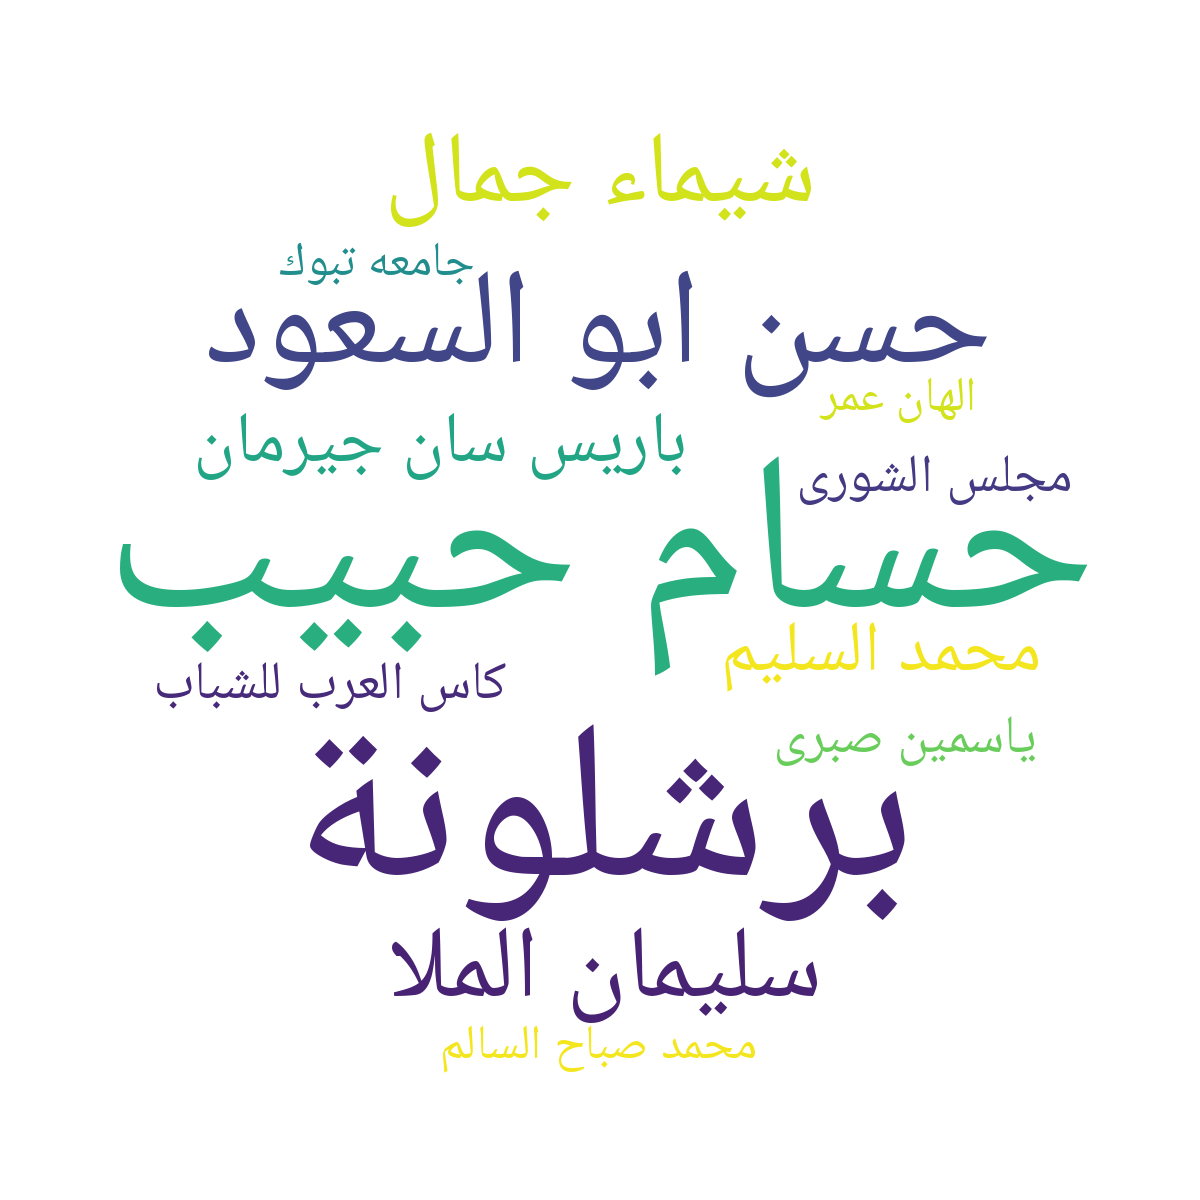 شيماء جمال
جامعه تبوك
حسن ابو السعود
الهان عمر
باريس سان جيرمان
مجلس الشورى
حسام حبيب
محمد السليم
كاس العرب للشباب
ياسمين صبرى
برشلونة
سليمان الملا
محمد صباح السالم